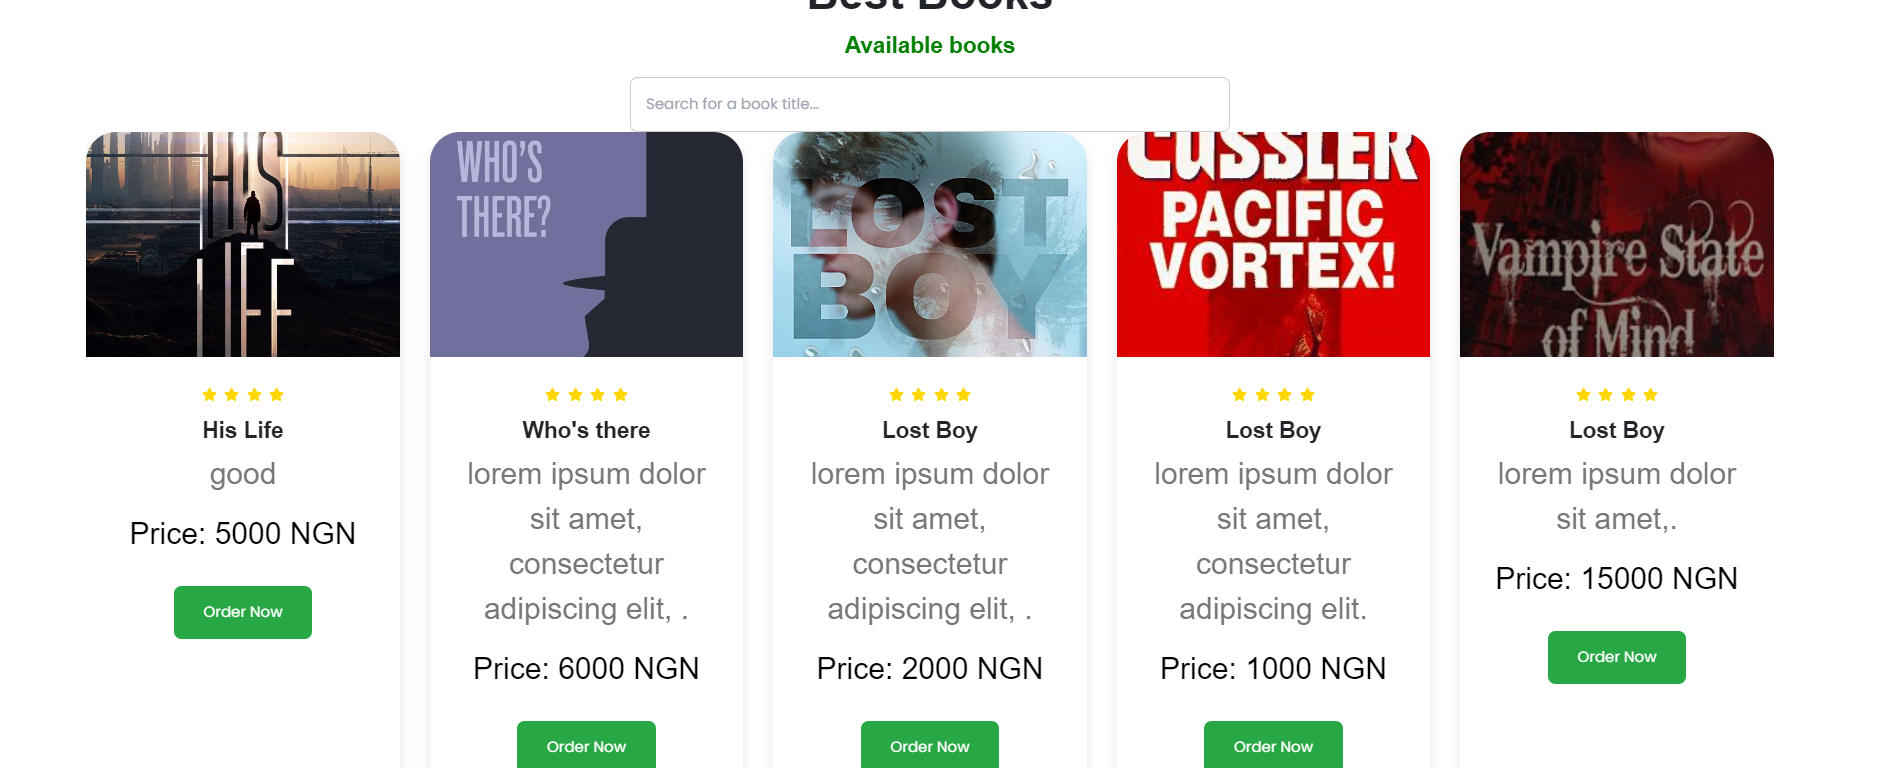 Best Books
Available books
Search for a book title...
HIS
LIFE
WHO'S
THERE?
LOST
BOY
CUSSLER
PACIFIC
VORTEX!
Vampire State
of Mind
His Life
good
Price: 5000 NGN
Order Now
Who's there
lorem ipsum dolor
sit amet,
consectetur
adipiscing elit, .
Price: 6000 NGN
Order Now
Lost Boy
lorem ipsum dolor
sit amet,
consectetur
adipiscing elit, .
Price: 2000 NGN
Order Now
Lost Boy
lorem ipsum dolor
sit amet,
consectetur
adipiscing elit.
Price: 1000 NGN
Order Now
Lost Boy
lorem ipsum dolor
sit amet,.
Price: 15000 NGN
Order Now